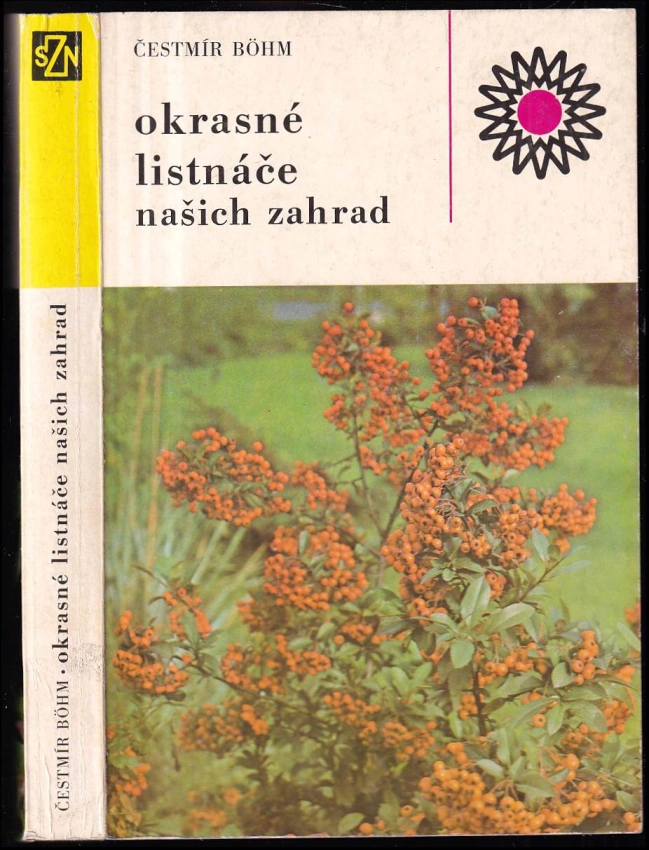 SZN
ČESTMÍR BÖHM
okrasné
listnáče
našich zahrad
ČESTMÍR BÖHM · okrasné listnáče našich zahrad